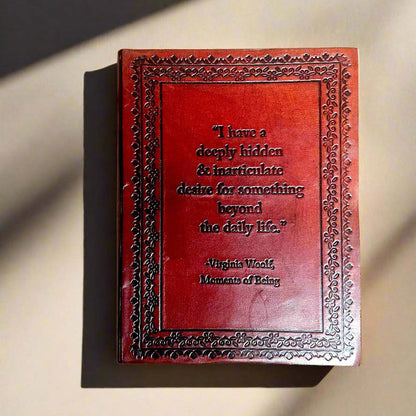 “I have a
deeply hidden
& inarticulate
desire for something
beyond
the daily life.”
-Virginia Woolf,
Moments of Being